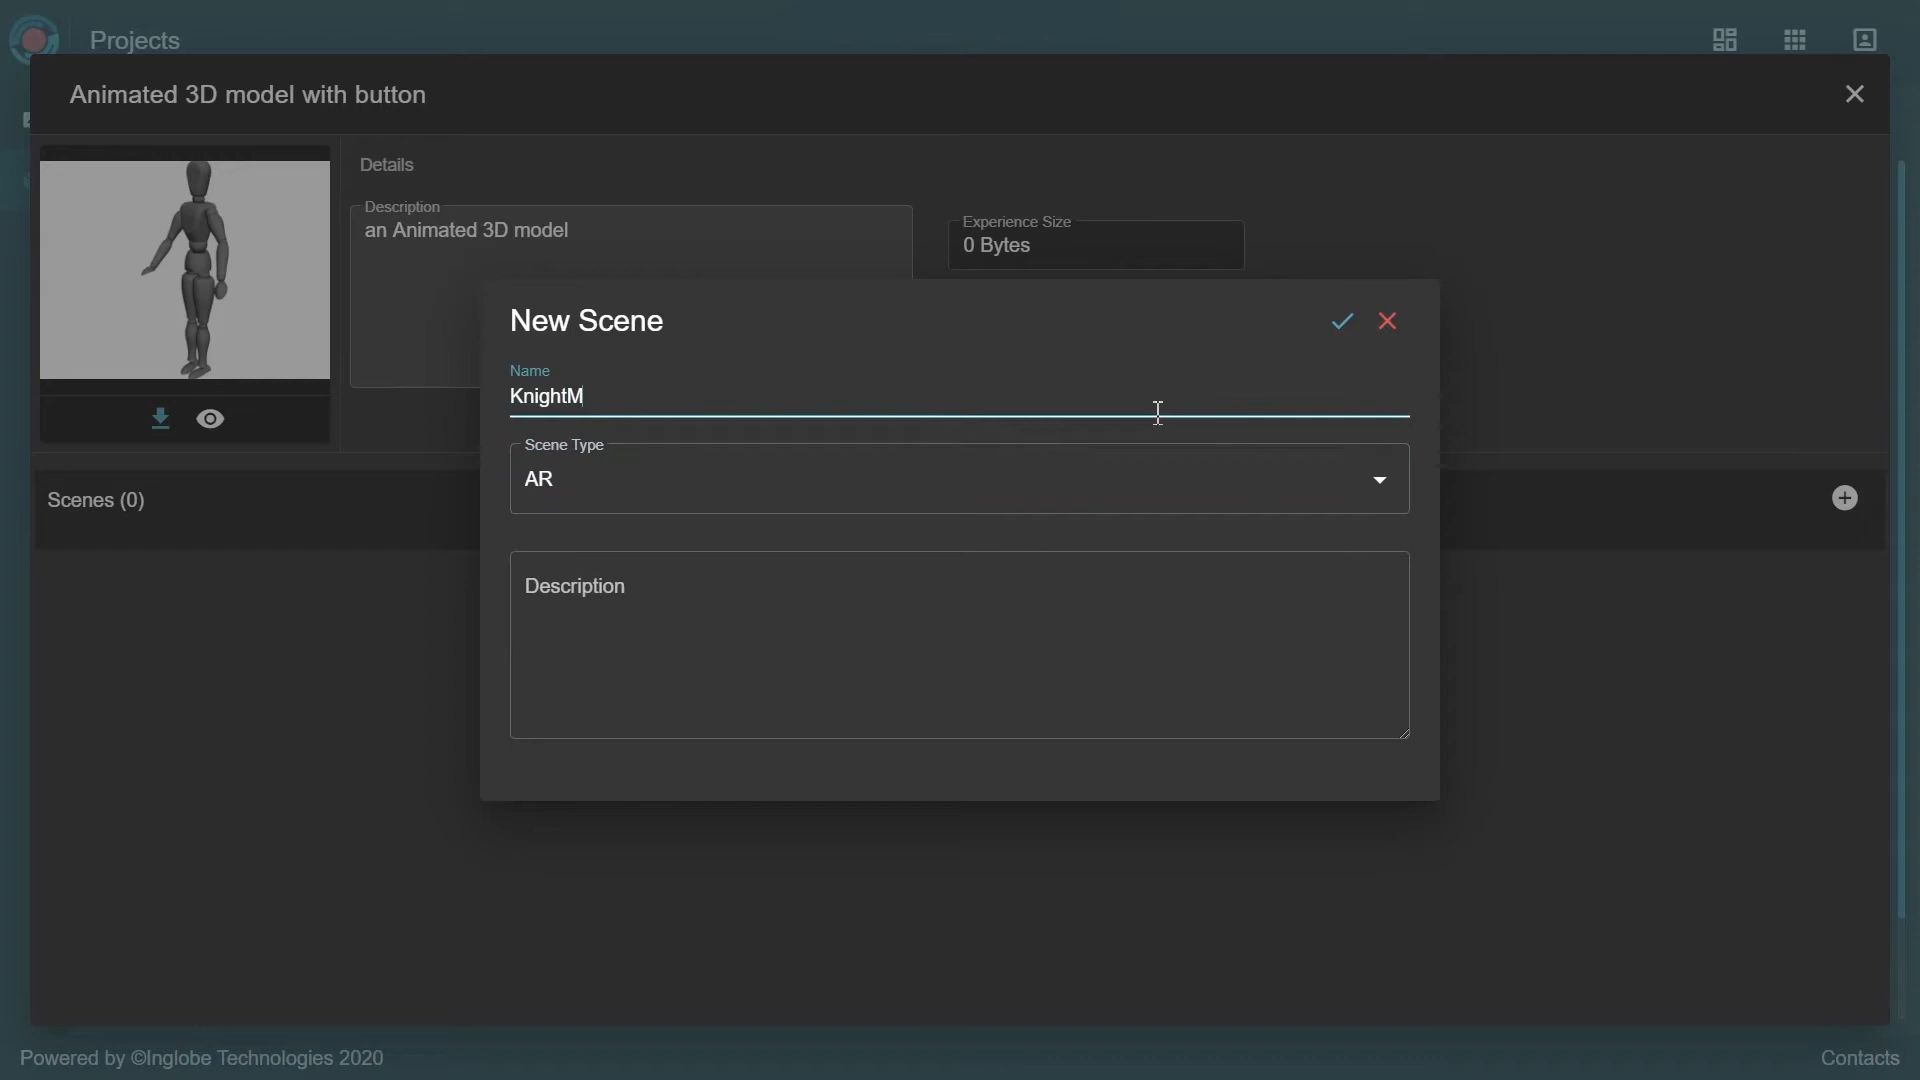 Projects
Animated 3D model with button
Details
Description
an Animated 3D model
Experience Size
0 Bytes
New Scene
Name
KnightM
Scene Type
AR
Scenes (0)
Description
Powered by ©Inglobe Technologies 2020
Contacts